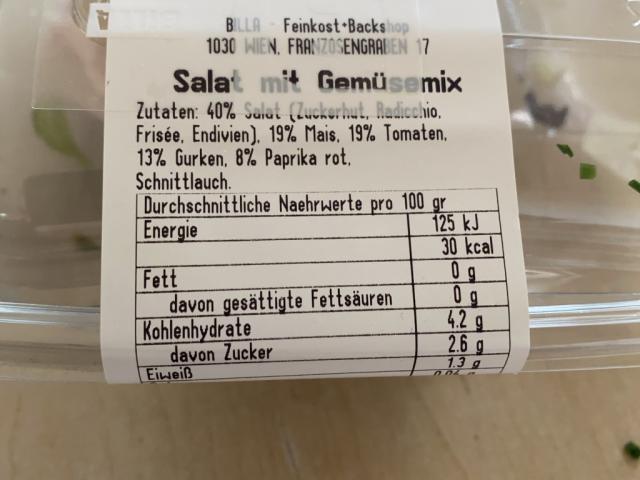 BILLA
BILLA - Feinkost+Backshop
1030 WIEN, FRANZOSENGRABEN 17
Salat mit Gemüsemix
Zutaten: 40% Salat (Zuckerhut, Radicchio,
Frisée, Endivien), 19% Mais, 19% Tomaten,
13% Gurken, 8% Paprika rot,
Schnittlauch.
Durchschnittliche Naehrwerte pro 100 gr
Energie 125 kJ
30 kcal
Fett 0 g
davon gesättigte Fettsäuren 0 g
Kohlenhydrate 4.2 g
davon Zucker 2.6 g
Eiweiß 1.3 g